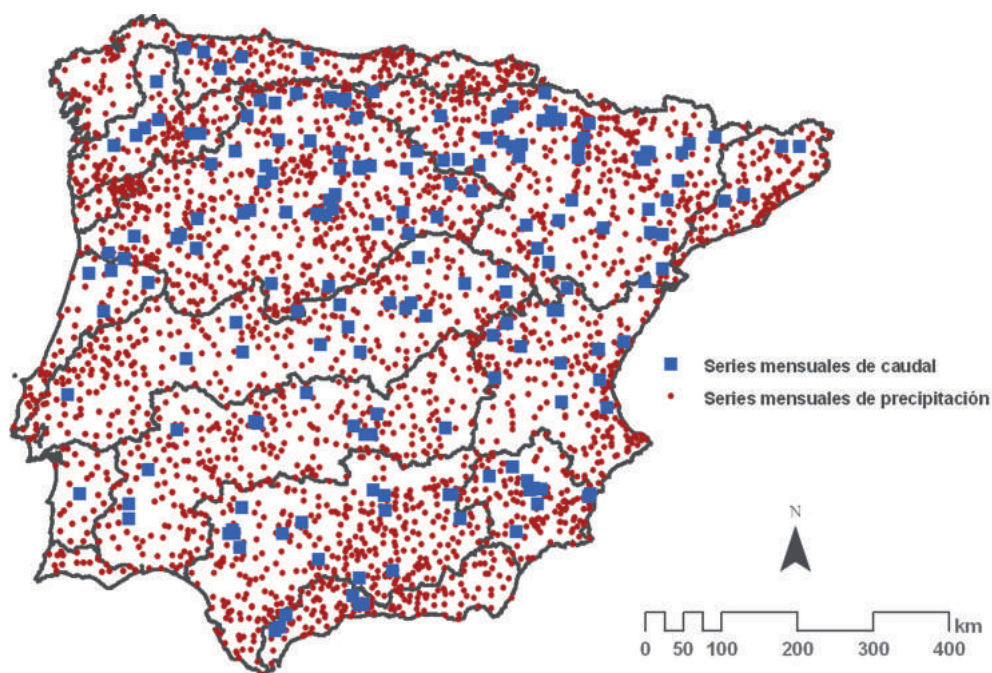 Series mensuales de caudal
Series mensuales de precipitación
N
km
0 50 100 200 300 400